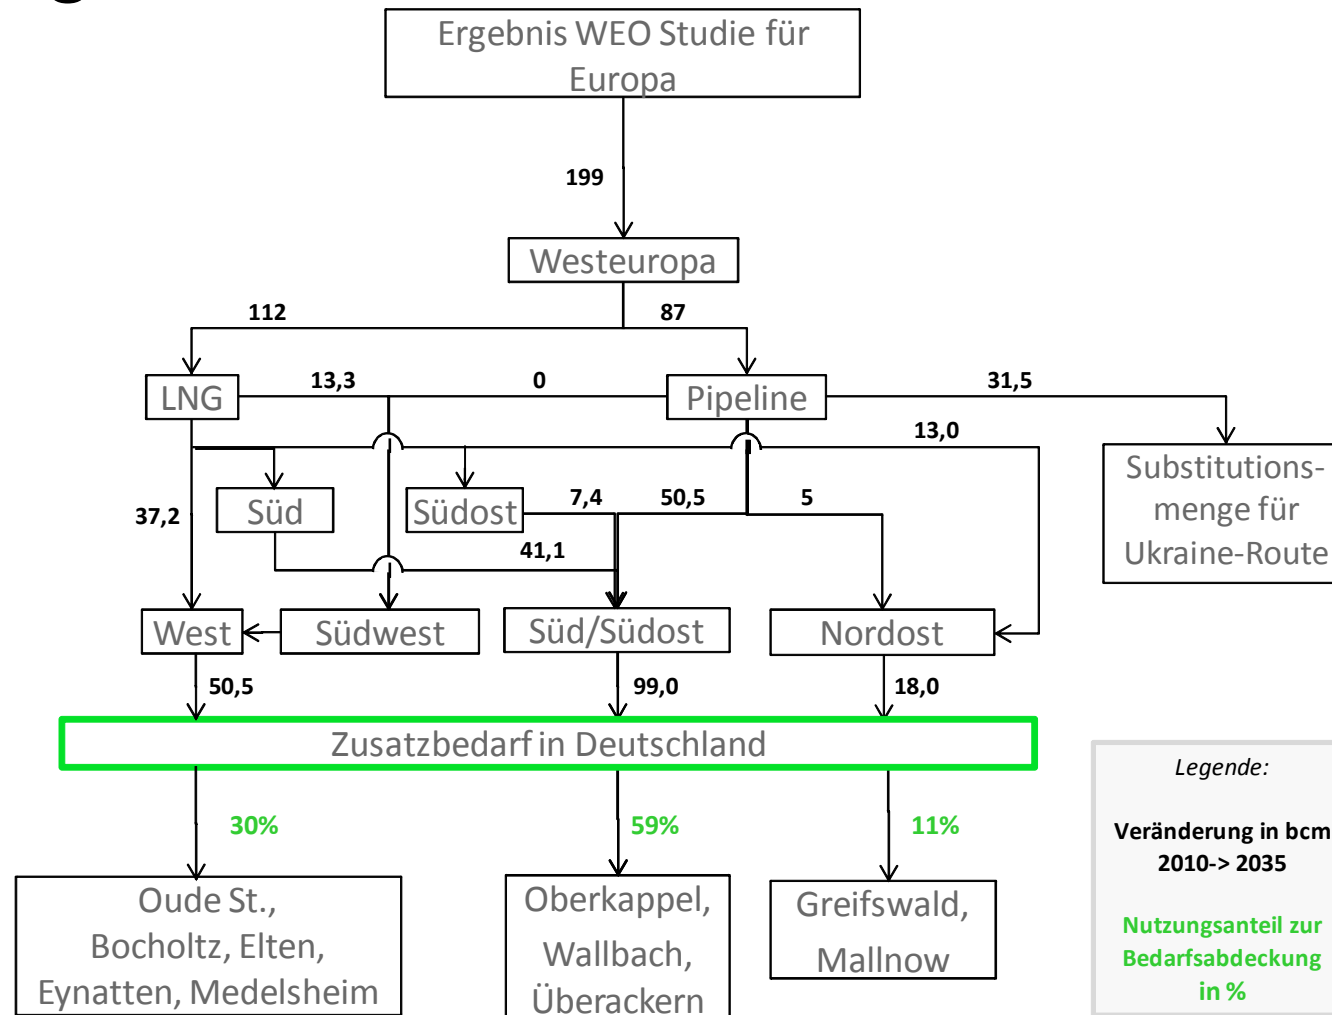 Ergebnis WEO Studie für
Europa
199
Westeuropa
112
87
LNG
13,3
0
Pipeline
31,5
13,0
Substitutions-
menge für
Ukraine-Route
37,2
Süd
Südost
7,4
50,5
5
41,1
West
Südwest
Süd/Südost
Nordost
50,5
99,0
18,0
Zusatzbedarf in Deutschland
30%
59%
11%
Oude St.,
Bocholtz, Elten,
Eynatten, Medelsheim
Oberkappel,
Wallbach,
Überackern
Greifswald,
Mallnow
Legende:
Veränderung in bcm
2010-> 2035
Nutzungsanteil zur
Bedarfsabdeckung
in %